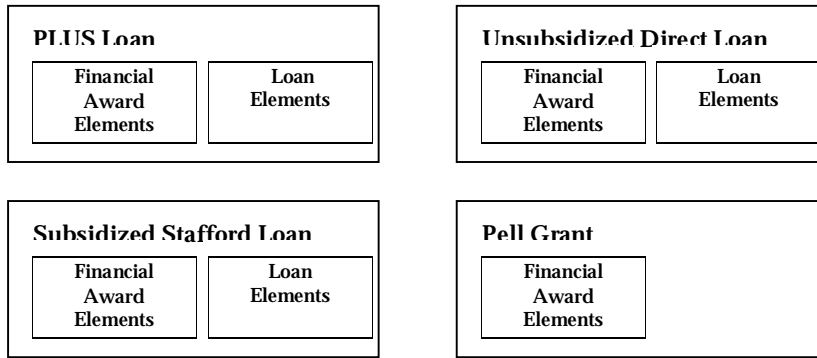 PLUS Loan
Financial
Award
Elements
Loan
Elements
Unsubsidized Direct Loan
Financial
Award
Elements
Loan
Elements
Subsidized Stafford Loan
Financial
Award
Elements
Loan
Elements
Pell Grant
Financial
Award
Elements